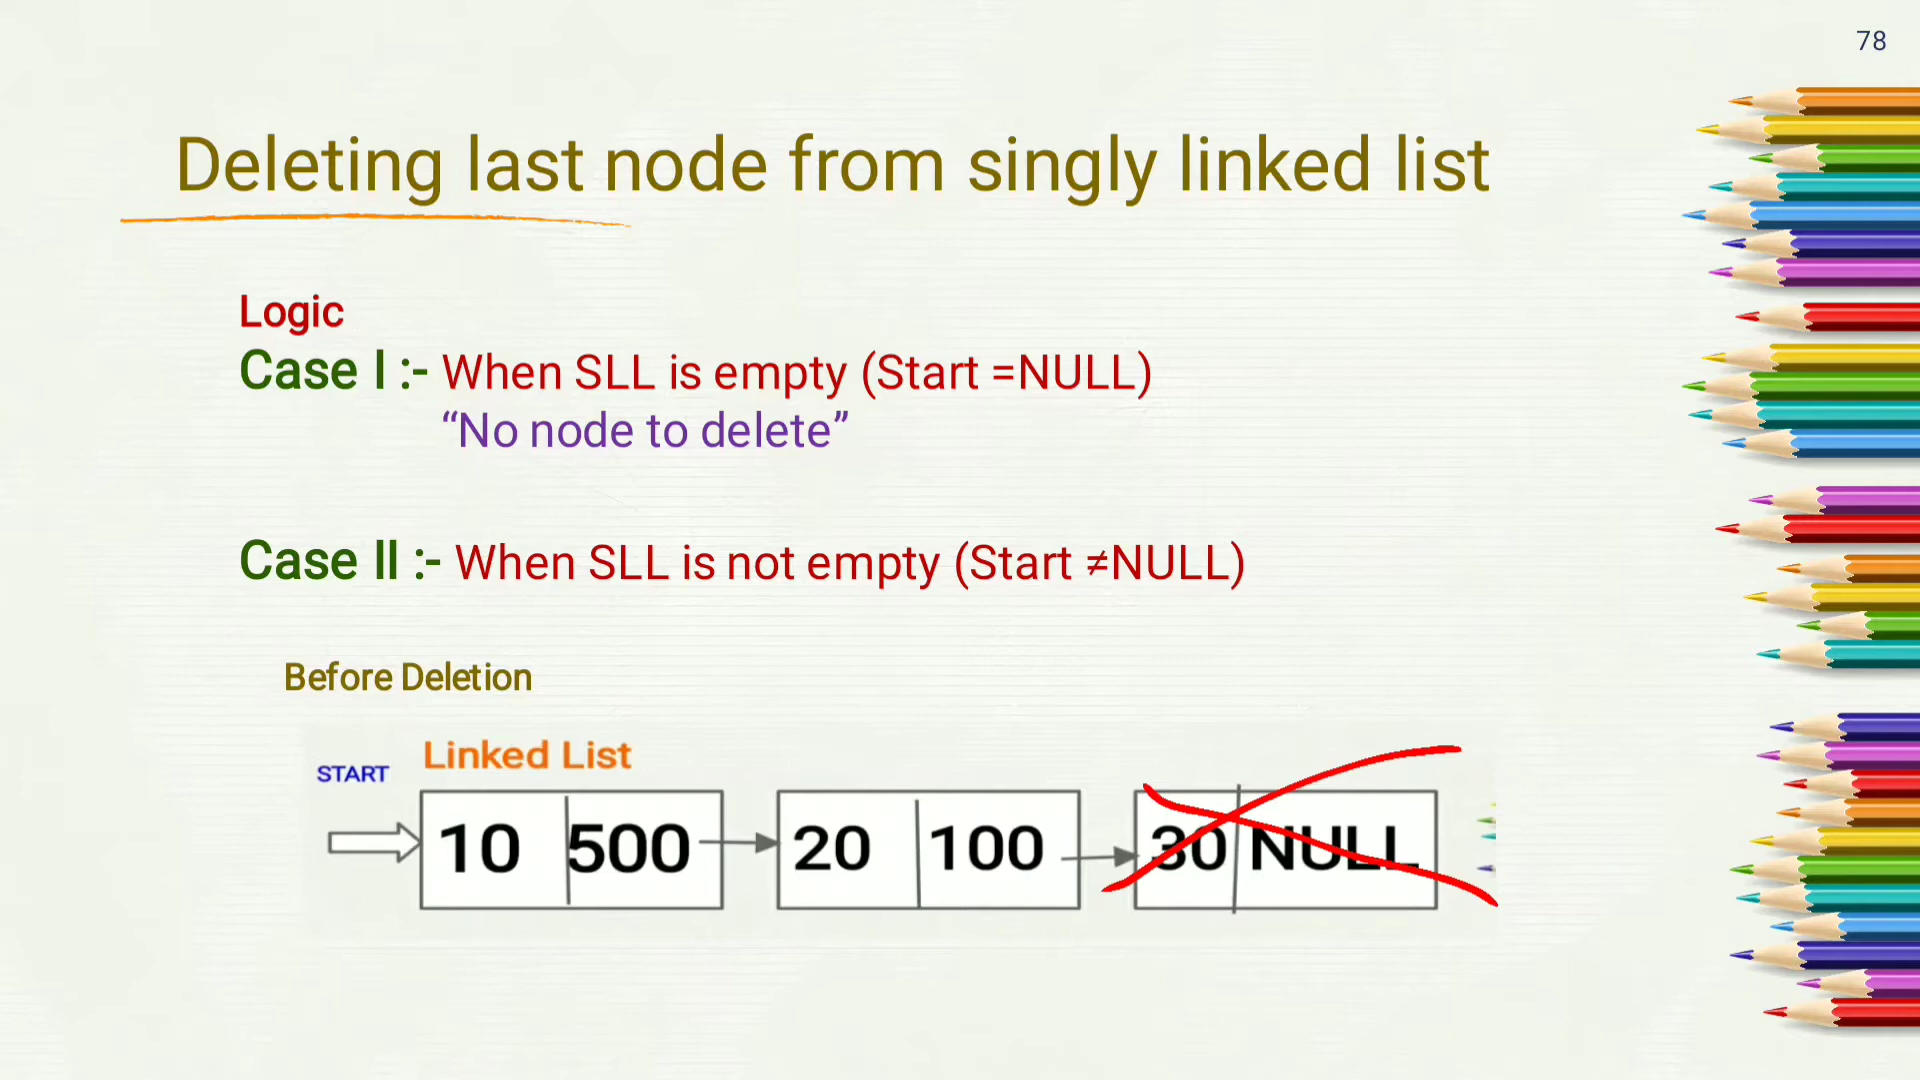 78
Deleting last node from singly linked list
Logic
Case I :- When SLL is empty (Start =NULL)
“No node to delete”
Case II :- When SLL is not empty (Start ≠NULL)
Before Deletion
Linked List
START
10 500 20 100 30 NULL